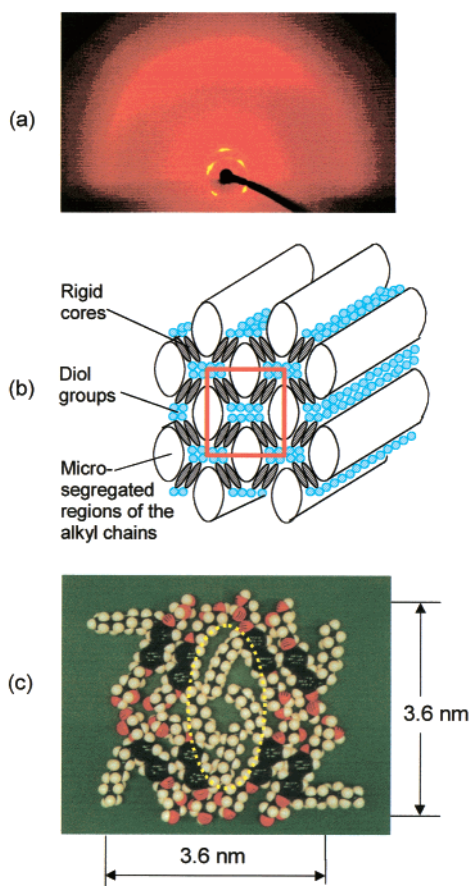 (a)
(b)
Rigid
cores
Diol
groups
Micro-
segregated
regions of the
alkyl chains
(c)
3.6 nm
3.6 nm